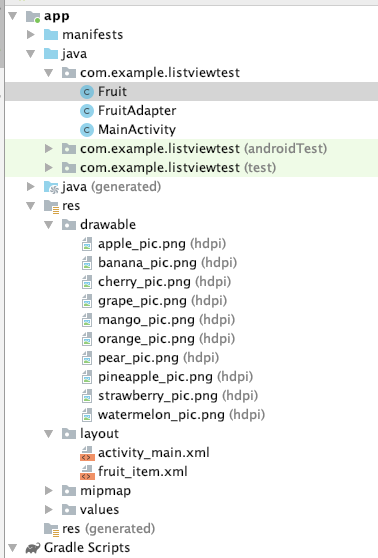 app
manifests
java
com.example.listviewtest
Fruit
FruitAdapter
MainActivity
com.example.listviewtest (androidTest)
com.example.listviewtest (test)
java (generated)
res
drawable
apple_pic.png (hdpi)
banana_pic.png (hdpi)
cherry_pic.png (hdpi)
grape_pic.png (hdpi)
mango_pic.png (hdpi)
orange_pic.png (hdpi)
pear_pic.png (hdpi)
pineapple_pic.png (hdpi)
strawberry_pic.png (hdpi)
watermelon_pic.png (hdpi)
layout
activity_main.xml
fruit_item.xml
mipmap
values
res (generated)
Gradle Scripts